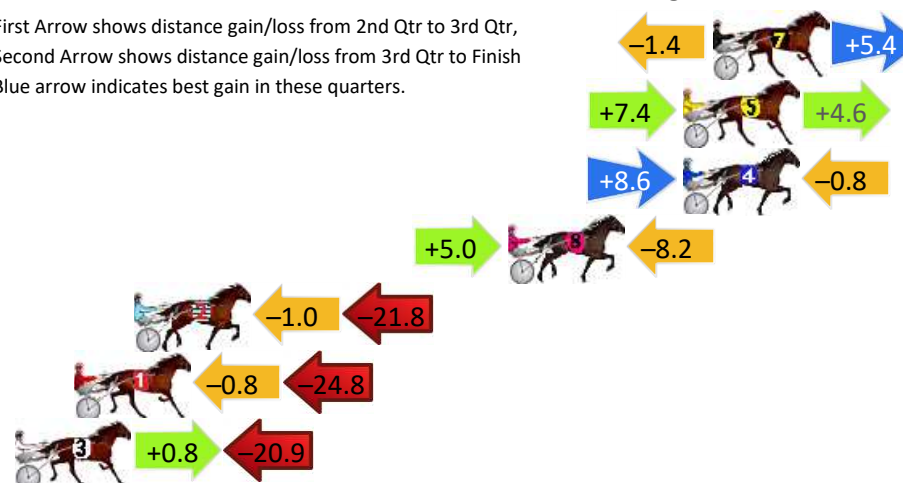 First Arrow shows distance gain/loss from 2nd Qtr to 3rd Qtr,
Second Arrow shows distance gain/loss from 3rd Qtr to Finish
Blue arrow indicates best gain in these quarters.
–1.4 7 +5.4
+7.4 5 +4.6
+8.6 4 –0.8
+5.0 8 –8.2
–1.0 –21.8
1 –0.8 –24.8
3 +0.8 –20.9